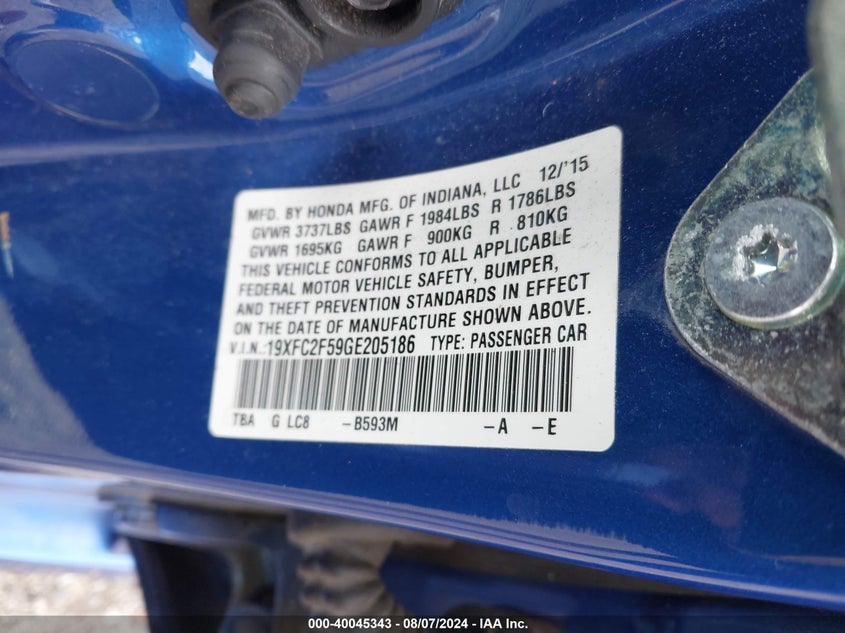 MFD. BY HONDA MFG. OF INDIANA, LLC 12/'15
GVWR 3737LBS GAWR F 1984LBS R 1786LBS
GVWR 1695KG GAWR F 900KG R 810KG
THIS VEHICLE CONFORMS TO ALL APPLICABLE
FEDERAL MOTOR VEHICLE SAFETY, BUMPER,
AND THEFT PREVENTION STANDARDS IN EFFECT
ON THE DATE OF MANUFACTURE SHOWN ABOVE.
V.I.N.:19XFC2F59GE205186 TYPE: PASSENGER CAR
TBA G LC8 -B593M -A -E
000-40045343 - 08/07/2024 - IAA Inc.